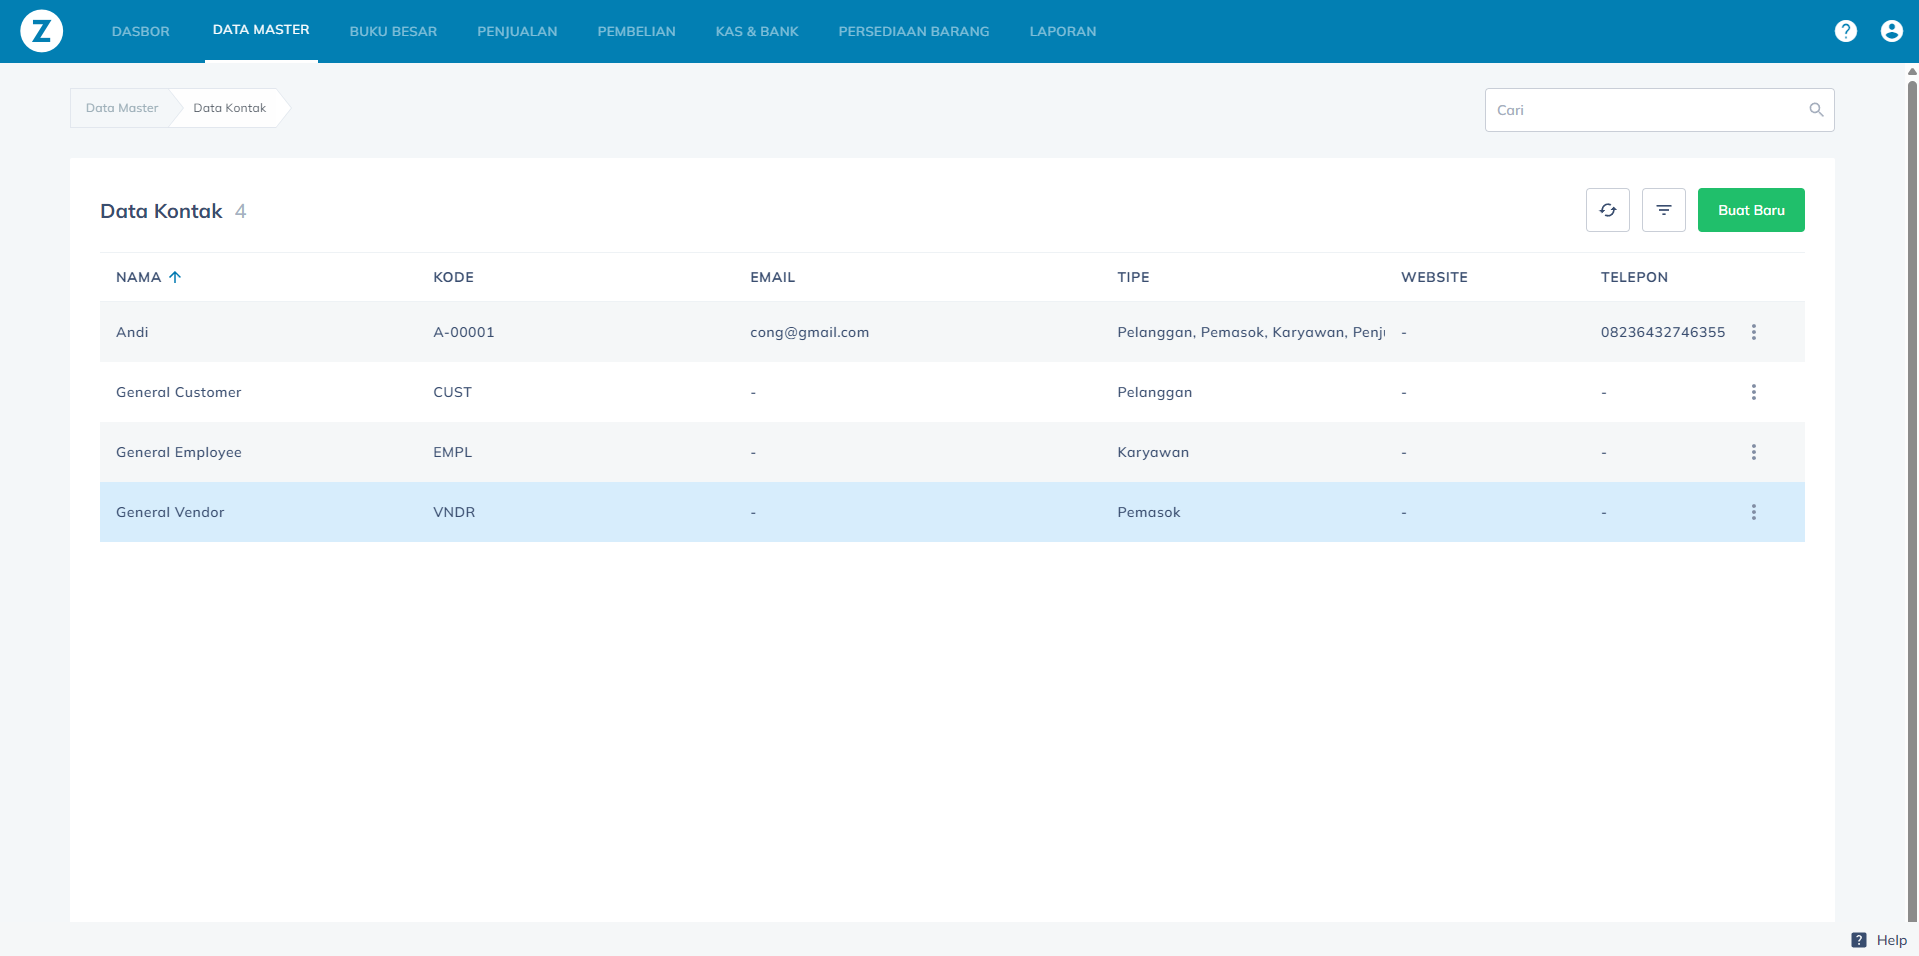 Z DASBOR DATA MASTER BUKU BESAR PENJUALAN PEMBELIAN KAS & BANK PERSEDIAAN BARANG LAPORAN ?
Data Master Data Kontak Cari
Data Kontak 4 Buat Baru
NAMA KODE EMAIL TIPE WEBSITE TELEPON
Andi A-00001 cong@gmail.com Pelanggan, Pemasok, Karyawan, - 08236432746355
General Customer CUST - Pelanggan - -
General Employee EMPL - Karyawan - -
General Vendor VNDR - Pemasok - -
? Help